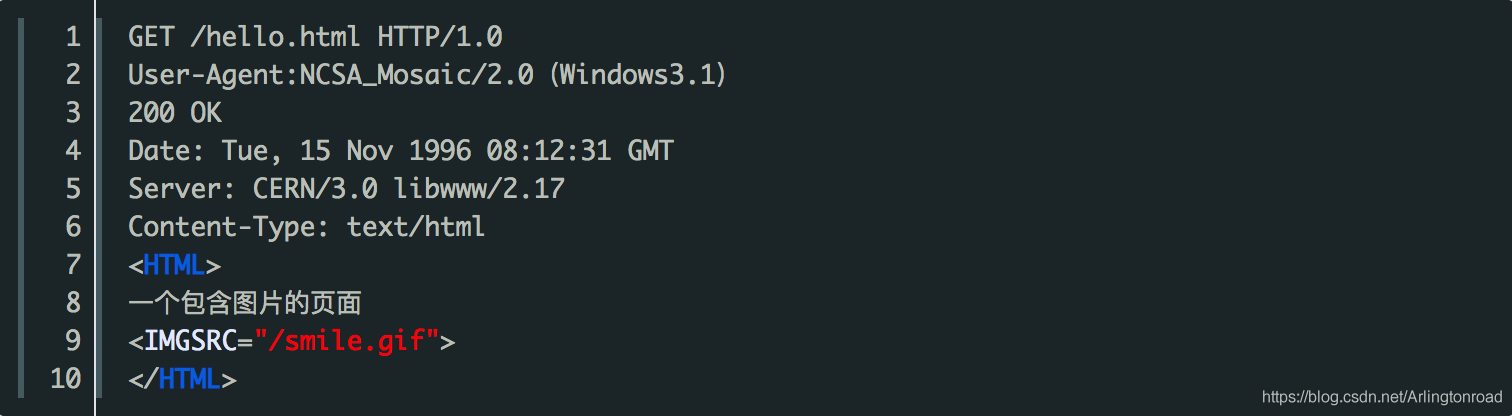 1 GET /hello.html HTTP/1.0
2 User-Agent:NCSA_Mosaic/2.0 (Windows3.1)
3 200 OK
4 Date: Tue, 15 Nov 1996 08:12:31 GMT
5 Server: CERN/3.0 libwww/2.17
6 Content-Type: text/html
7 <HTML>
8 一个包含图片的页面
9 <IMGSRC="/smile.gif">
10 </HTML>
https://blog.csdn.net/Arlingtonroad